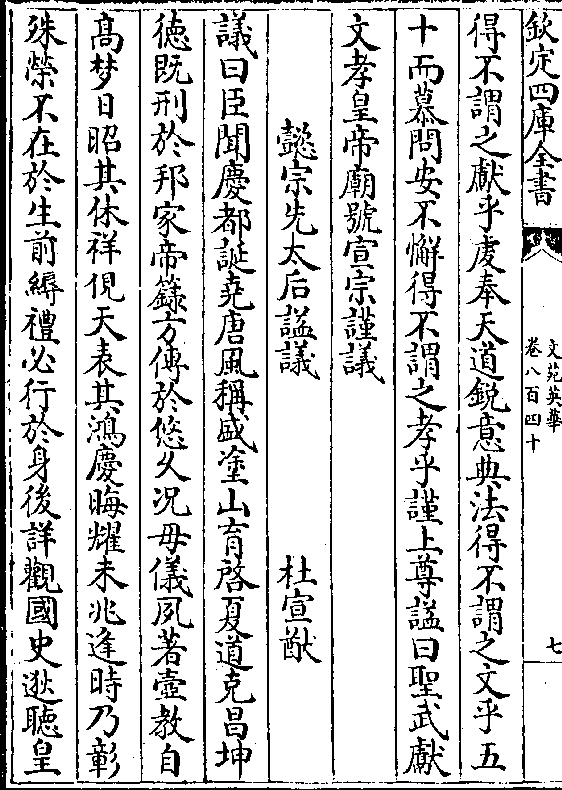 欽定四庫全書
文苑英華
卷八百四十
七
得不謂之獻乎虔奉天道鋭意典法得不謂之文乎五
十而慕問安不懈得不謂之孝乎謹上尊諡曰聖武獻
文孝皇帝廟號宣宗謹議
懿宗先太后諡議
杜宣猷
議曰臣聞慶都誕堯唐風稱盛塗山育啓夏道克昌坤
徳既刑於邦家帝籙方傳於悠久况母儀夙著壼教自
髙梦日昭其休祥俔天表其鴻慶晦耀未兆逢時乃彰
殊榮不在於生前縟禮必行於身後詳觀國史逖聽皇